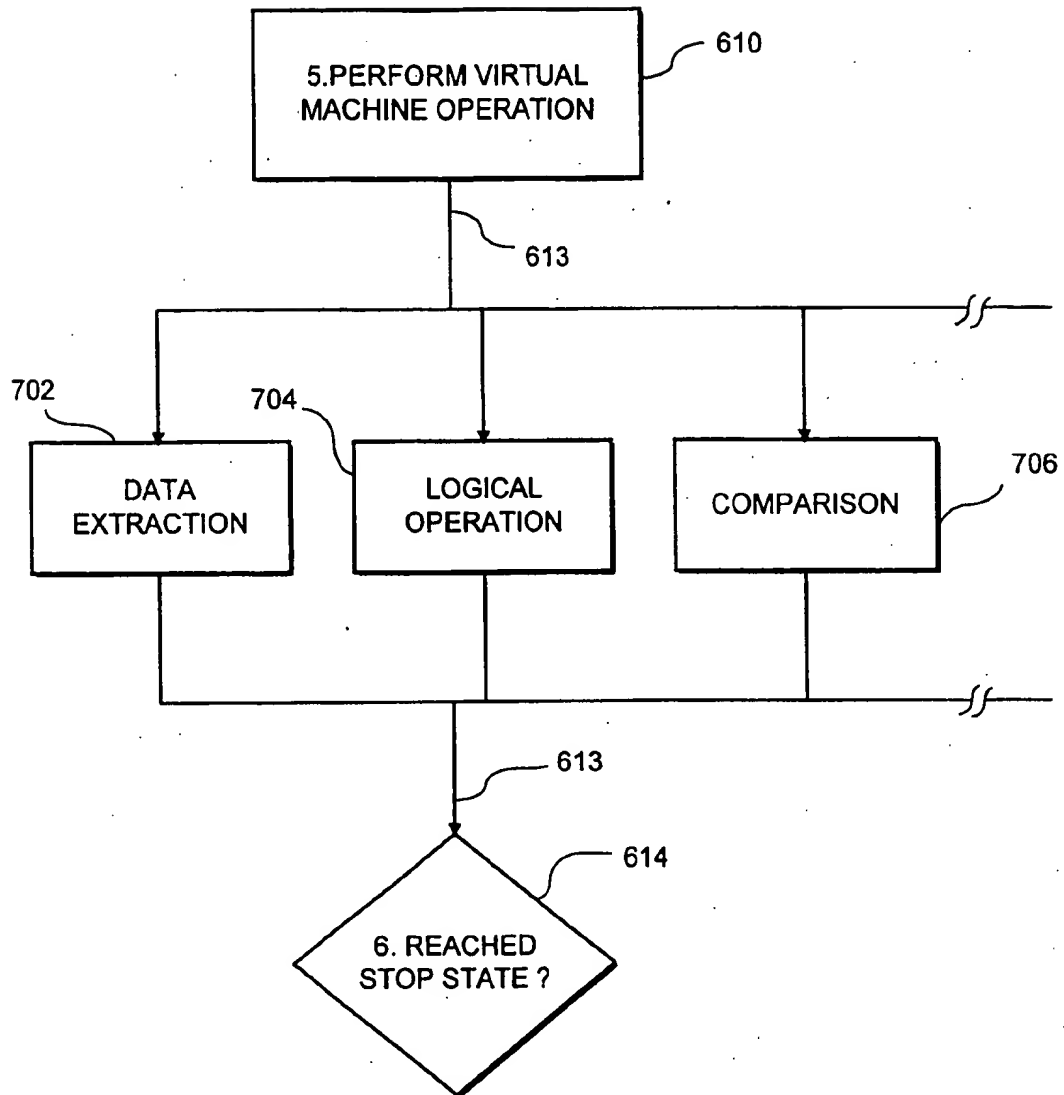 5.PERFORM VIRTUAL
MACHINE OPERATION
610
613
702
704
706
DATA
EXTRACTION
LOGICAL
OPERATION
COMPARISON
613
614
6. REACHED
STOP STATE ?